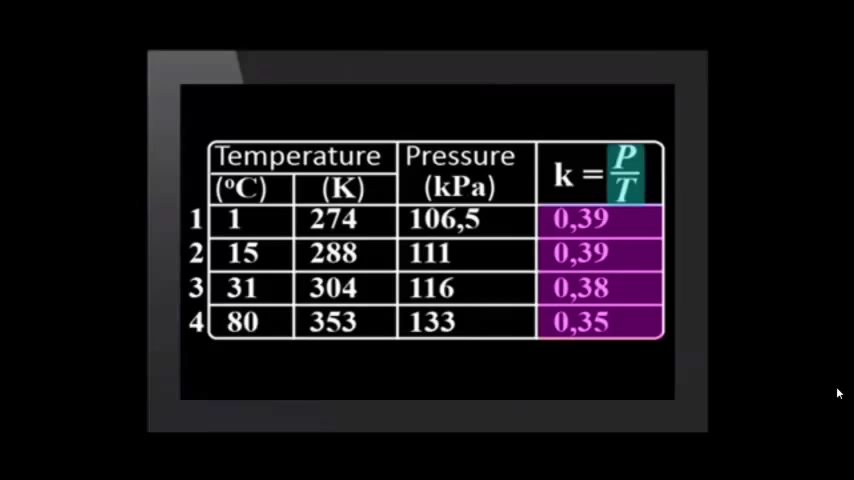 Temperature Pressure k = P/T
(°C) (K) (kPa)
1 1 274 106,5 0,39
2 15 288 111 0,39
3 31 304 116 0,38
4 80 353 133 0,35